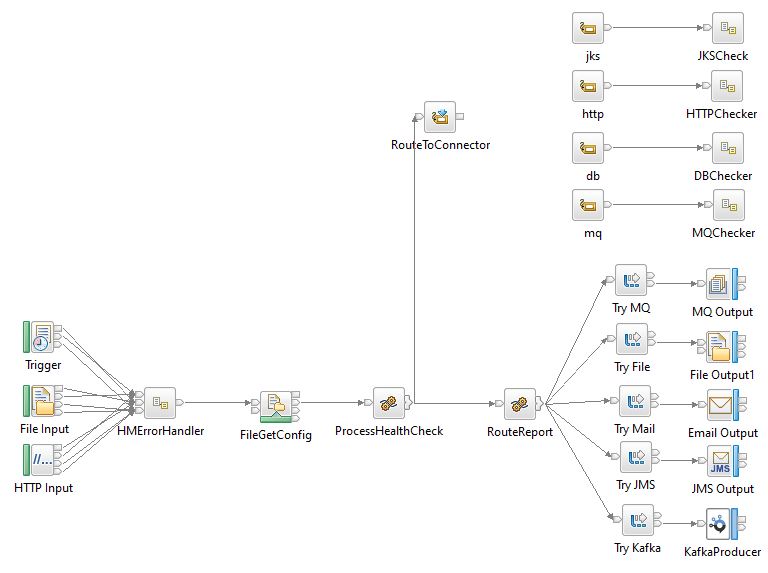 jks
JKSCheck
http
HTTPChecker
RouteToConnector
db
DBChecker
mq
MQChecker
Try MQ
MQ Output
Trigger
Try File
File Output1
File Input
HMErrorHandler
FileGetConfig
ProcessHealthCheck
RouteReport
Try Mail
Email Output
//...
HTTP Input
Try JMS
JMS
JMS Output
Try Kafka
KafkaProducer